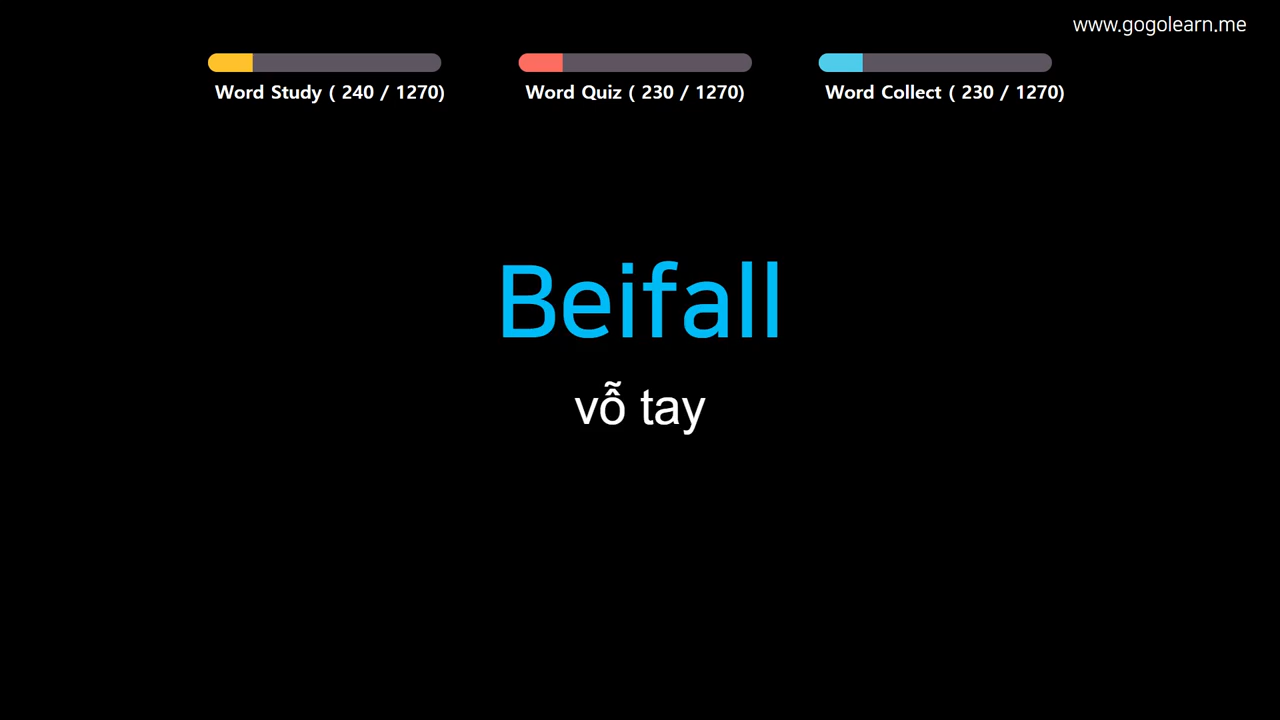 www.gogolearn.me
Word Study ( 240 / 1270)
Word Quiz ( 230 / 1270)
Word Collect ( 230 / 1270)
Beifall
vỗ tay